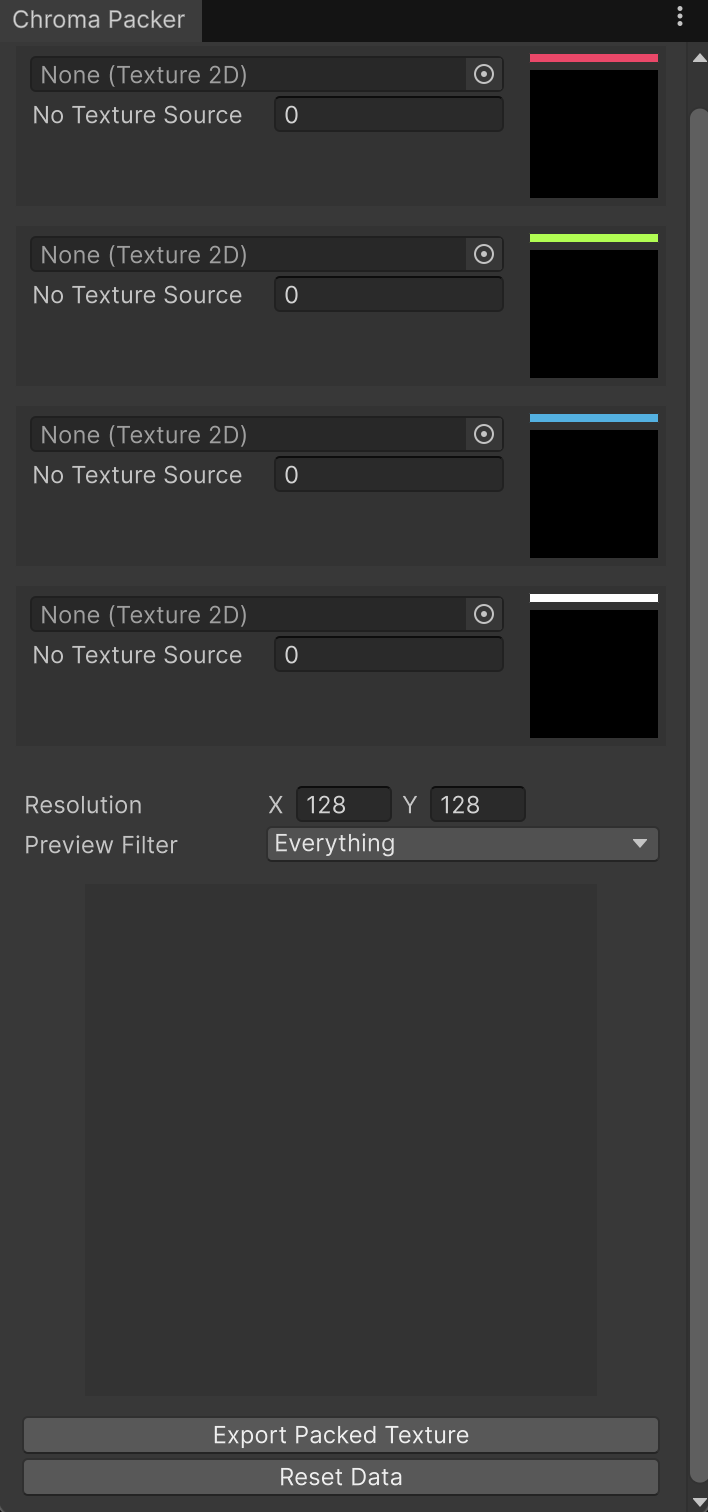 Chroma Packer
None (Texture 2D)
No Texture Source 0
None (Texture 2D)
No Texture Source 0
None (Texture 2D)
No Texture Source 0
None (Texture 2D)
No Texture Source 0
Resolution X 128 Y 128
Preview Filter Everything
Export Packed Texture
Reset Data